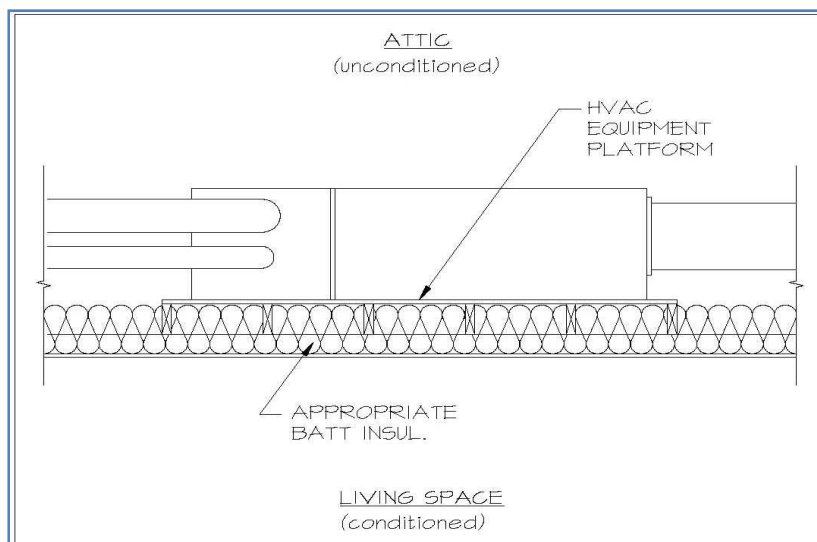 ATTIC
(unconditioned)
HVAC
EQUIPMENT
PLATFORM
APPROPRIATE
BATT INSUL.
LIVING SPACE
(conditioned)